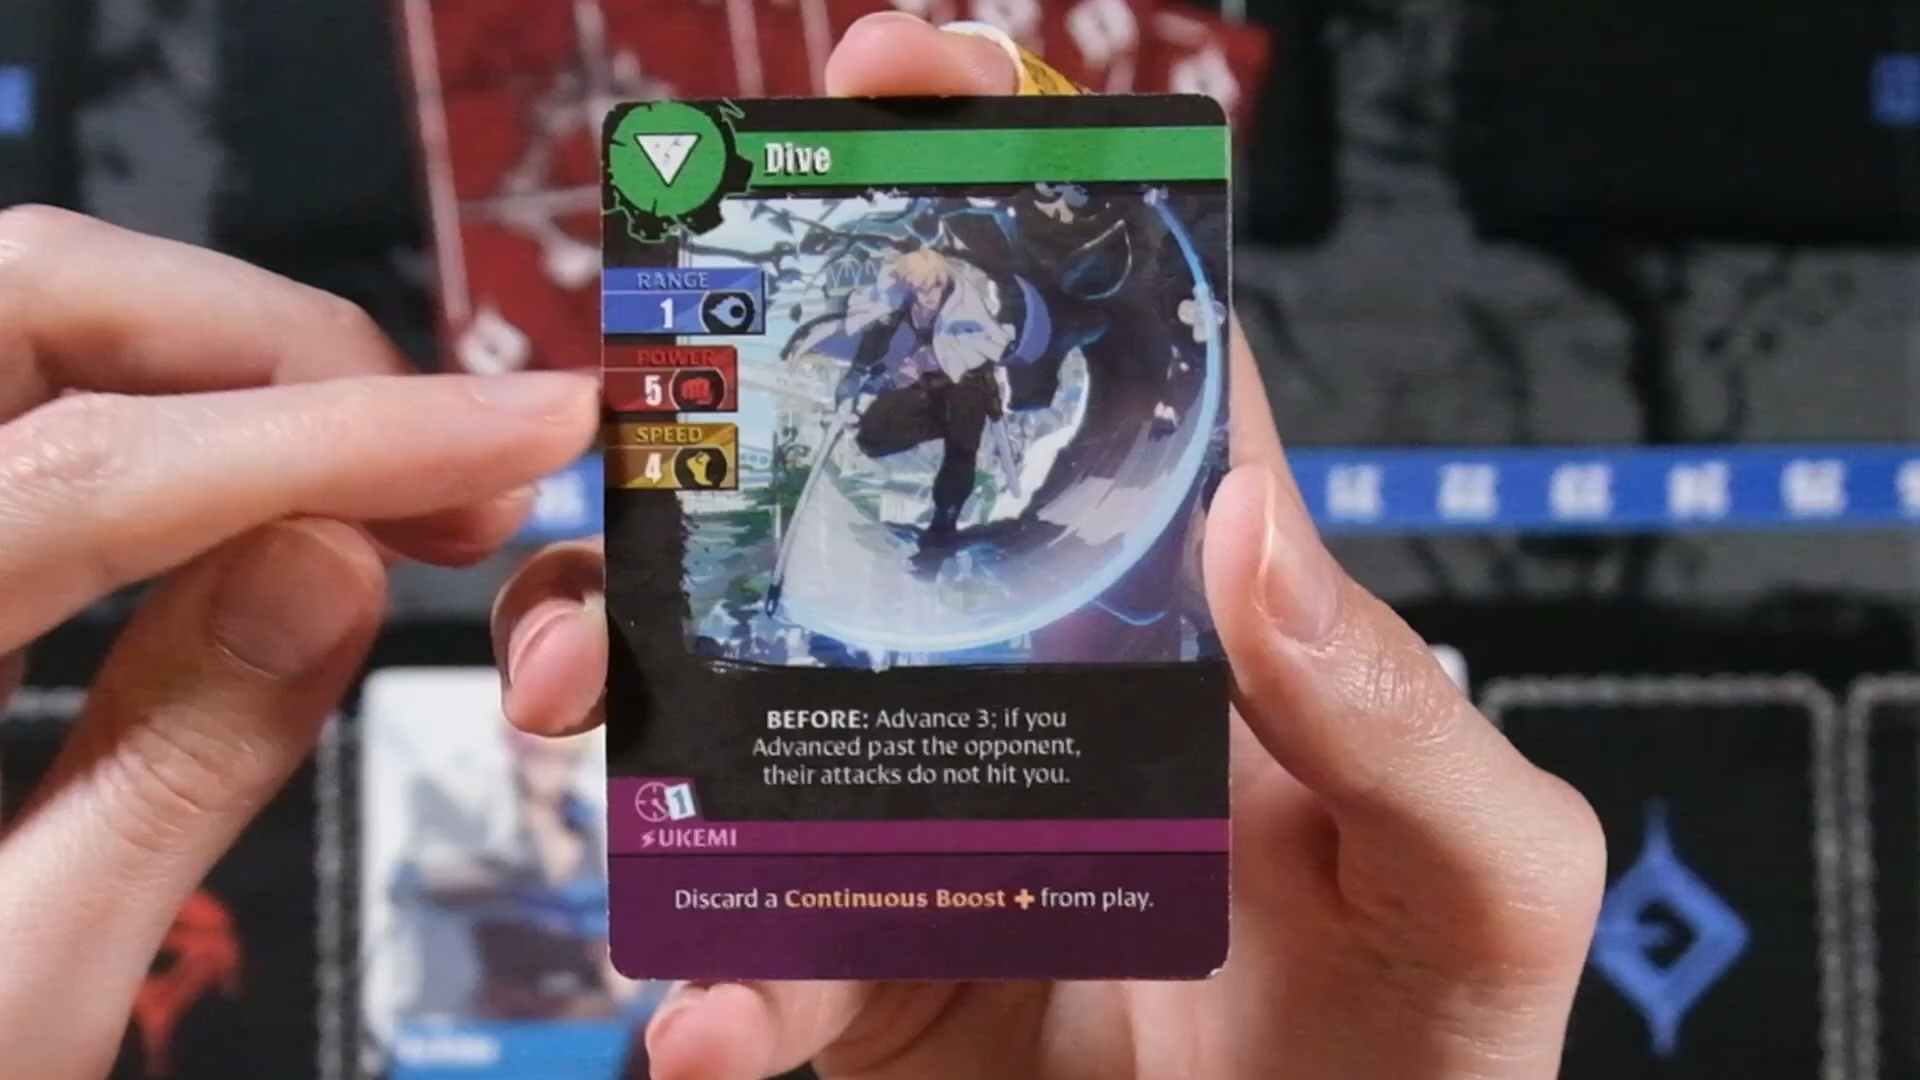 Dive
RANGE
1
POWER
5
SPEED
4
BEFORE: Advance 3; if you
Advanced past the opponent,
their attacks do not hit you.
1
UKEMI
Discard a Continuous Boost + from play.